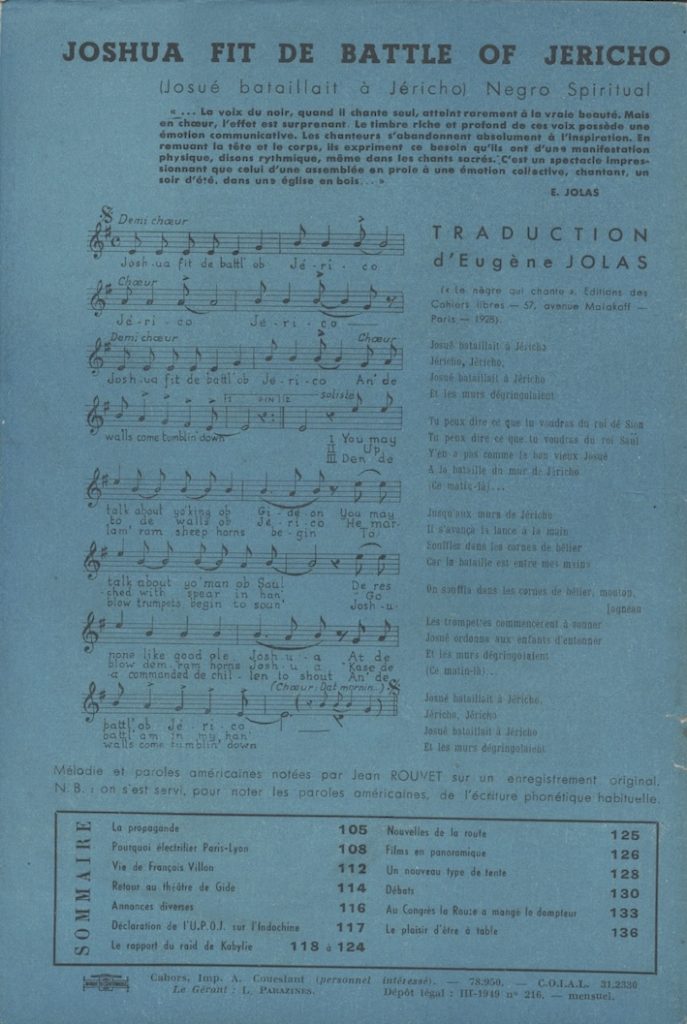 JOSHUA FIT DE BATTLE OF JERICHO
(Josué bataillait à Jéricho) Negro Spiritual
« ... La voix du noir, quand il chante seul, atteint rarement à la vraie beauté. Mais
en chœur, l'effet est surprenant. Le timbre riche et profond de ces voix possède une
émotion communicative. Les chanteurs s'abandonnent absolument à l'inspiration. En
remuant la tête et le corps, ils expriment ce besoin qu'ils ont d'une manifestation
physique, disons rythmique, même dans les chants sacrés. C'est un spectacle impres-
sionnant que celui d'une assemblée en proie à une émotion collective, chantant, un
soir d'été, dans une église en bois... »
E. JOLAS
Demi chœur
Josh.ua fit de battl' ob Jé.ri.co
Chœur
Jé.ri.co Je.ri.co
Demi chœur Chœur
Josh.ua fit de battl'ob Je.ri.co An' de
soliste
walls come tumblin' down I You may
II Up
III Den de
talk about yo'king ob Gi.de.on You may
to de walls ob Je.ri.co He mar-
lam' ram sheep horns be.gin To
talk about yo' man ob Saul De res
ched with spear in han' Go
blow trumpets begin to soun' Josh.u.
none like good ole Josh.u.a At de
blow dem ram horns Josh.u.a 'Kase de
a commanded de chil.len to shout An' de
(Chœur: Dat mornin...)
battl' ob Jé.ri.co
battl am in my han'
walls come tumblin' down
TRADUCTION
d'Eugène JOLAS
(« Le nègre qui chante ». Editions des
Cahiers libres — 57, avenue Malakoff —
Paris — 1928).
Josué bataillait à Jéricho
Jéricho, Jéricho,
Josué bataillait à Jéricho
Et les murs dégringolaient
Tu peux dire ce que tu voudras du roi de Sion
Tu peux dire ce que tu voudras du roi Saul
Y'en a pas comme le bon vieux Josué
A la bataille du mur de Jéricho
(Ce matin-là)...
Jusqu'aux murs de Jéricho
Il s'avança la lance à la main
Soufflez dans les cornes de bélier
Car la bataille est entre mes mains
On souffla dans les cornes de bélier, mouton,
[agneau
Les trompettes commencèrent à sonner
Josué ordonna aux enfants d'entonner
Et les murs dégringolaient
(Ce matin-là)...
Josué bataillait à Jéricho,
Jéricho, Jéricho
Josué bataillait à Jéricho
Et les murs dégringolaient
Mélodie et paroles américaines notées par Jean ROUVET sur un enregistrement original.
N. B. : on s'est servi, pour noter les paroles américaines, de l'écriture phonétique habituelle.
SOMMAIRE
La propagande 105
Pourquoi électrifier Paris-Lyon 108
Vie de François Villon 112
Retour au théâtre de Gide 114
Annonces diverses 116
Déclaration de l'U.P.O.J. sur l'Indochine 117
Le rapport du raid de Kabylie 118 à 124
Nouvelles de la route 125
Films en panoramique 126
Un nouveau type de tente 128
Débats 130
Au Congrès la Rouze a mangé le dompteur 133
Le plaisir d'être à table 136
Cahors, Imp. A. Coueslant (personnel intéressé). — 78.950. — C.O.I.A.L. 31.2330
Le Gérant : L. Parazines. Dépôt légal : III-1949 n° 216. — mensuel.